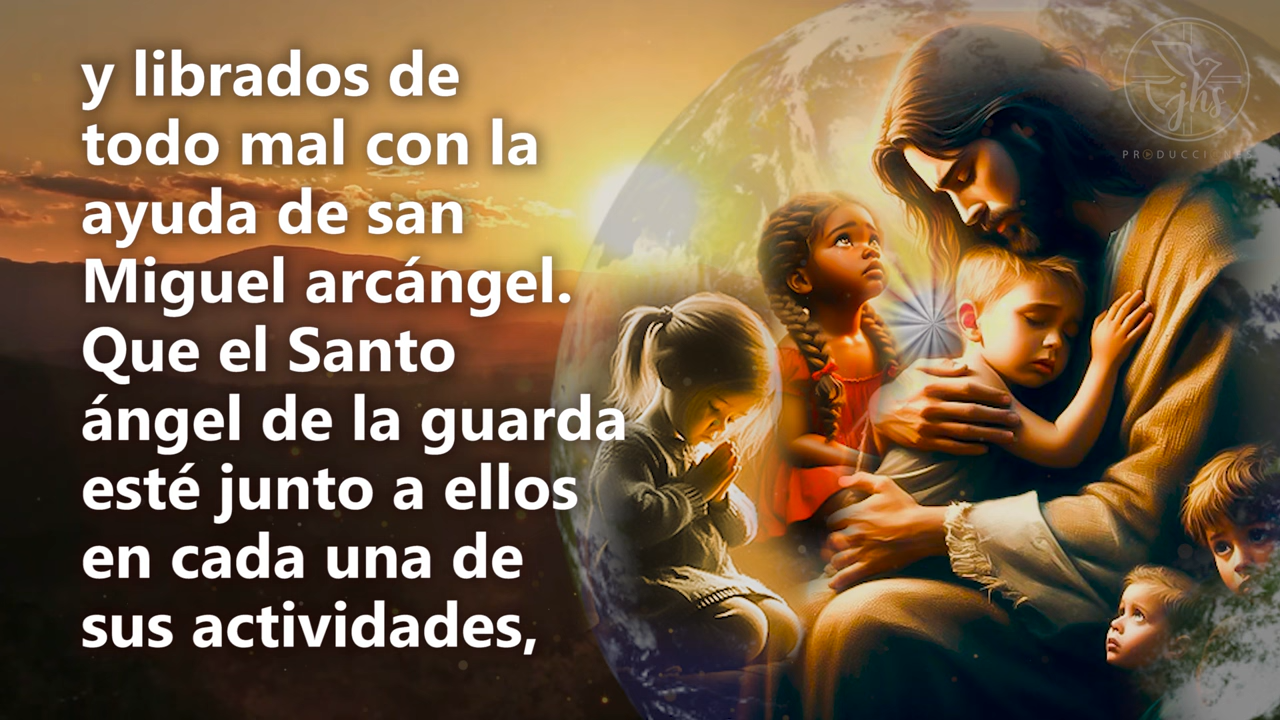 y librados de
todo mal con la
ayuda de san
Miguel arcángel.
Que el Santo
ángel de la guarda
esté junto a ellos
en cada una de
sus actividades,
jhs